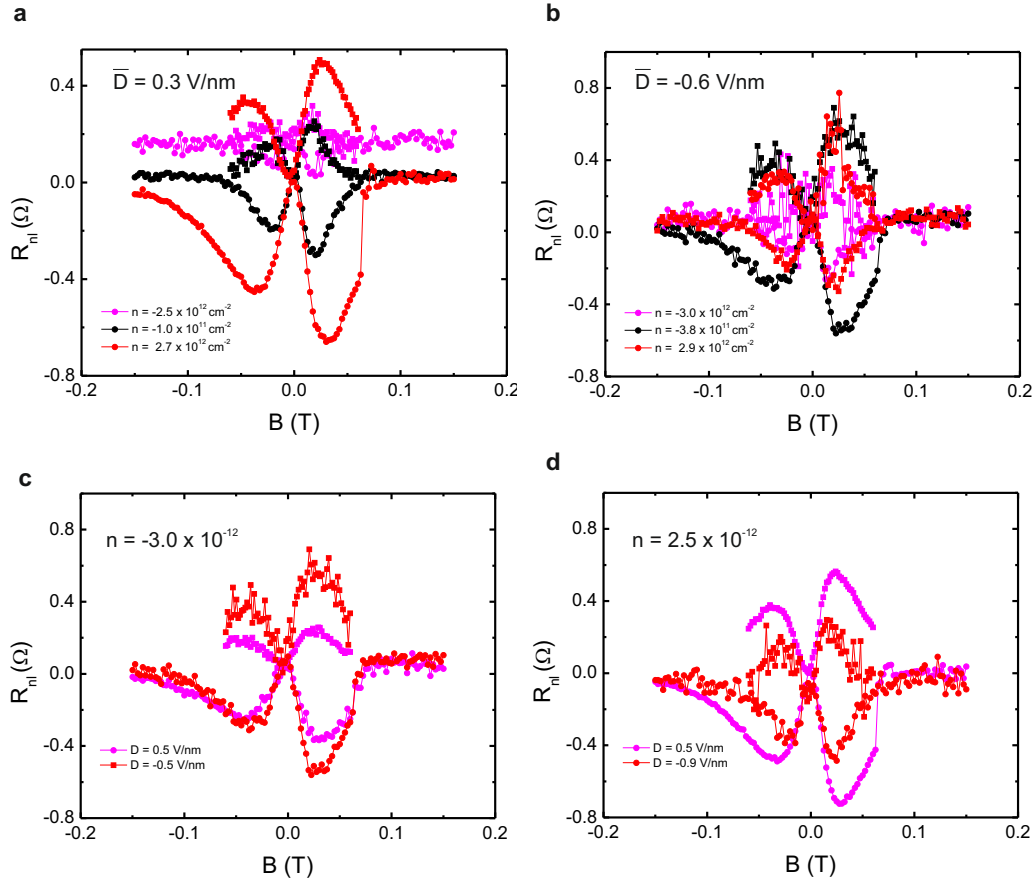 a
D̅ = 0.3 V/nm
0.4
0.0
-0.4
-0.8
Rnl (Ω)
n = -2.5 x 10^12 cm^-2
n = -1.0 x 10^11 cm^-2
n = 2.7 x 10^12 cm^-2
-0.2 -0.1 0.0 0.1 0.2
B (T)
b
D̅ = -0.6 V/nm
0.8
0.4
0.0
-0.4
-0.8
Rnl (Ω)
n = -3.0 x 10^12 cm^-2
n = -3.8 x 10^11 cm^-2
n = 2.9 x 10^12 cm^-2
-0.2 -0.1 0.0 0.1 0.2
B (T)
c
n = -3.0 x 10^-12
0.8
0.4
0.0
-0.4
-0.8
Rnl (Ω)
D = 0.5 V/nm
D = -0.5 V/nm
-0.2 -0.1 0.0 0.1 0.2
B (T)
d
n = 2.5 x 10^-12
0.8
0.4
0.0
-0.4
-0.8
Rnl (Ω)
D = 0.5 V/nm
D = -0.9 V/nm
-0.2 -0.1 0.0 0.1 0.2
B (T)